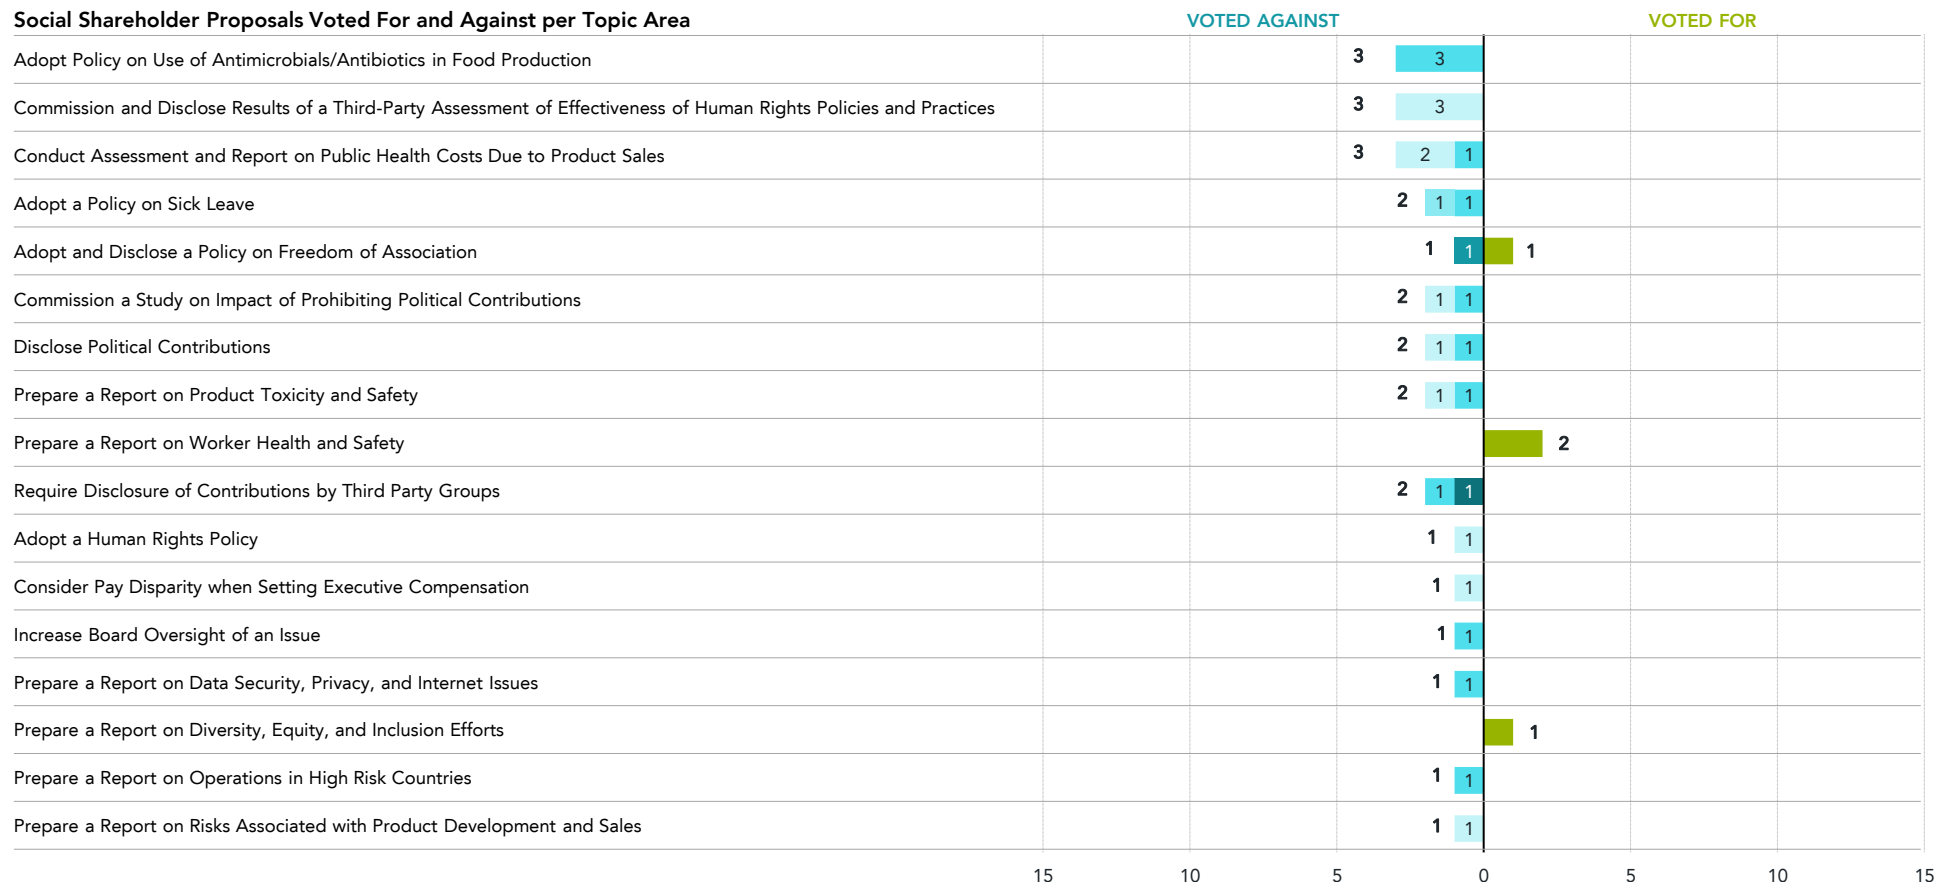 Social Shareholder Proposals Voted For and Against per Topic Area VOTED AGAINST VOTED FOR
Adopt Policy on Use of Antimicrobials/Antibiotics in Food Production 3 3
Commission and Disclose Results of a Third-Party Assessment of Effectiveness of Human Rights Policies and Practices 3 3
Conduct Assessment and Report on Public Health Costs Due to Product Sales 3 2 1
Adopt a Policy on Sick Leave 2 1 1
Adopt and Disclose a Policy on Freedom of Association 1 1 1
Commission a Study on Impact of Prohibiting Political Contributions 2 1 1
Disclose Political Contributions 2 1 1
Prepare a Report on Product Toxicity and Safety 2 1 1
Prepare a Report on Worker Health and Safety 2
Require Disclosure of Contributions by Third Party Groups 2 1 1
Adopt a Human Rights Policy 1 1
Consider Pay Disparity when Setting Executive Compensation 1 1
Increase Board Oversight of an Issue 1 1
Prepare a Report on Data Security, Privacy, and Internet Issues 1 1
Prepare a Report on Diversity, Equity, and Inclusion Efforts 1
Prepare a Report on Operations in High Risk Countries 1 1
Prepare a Report on Risks Associated with Product Development and Sales 1 1
15 10 5 0 5 10 15